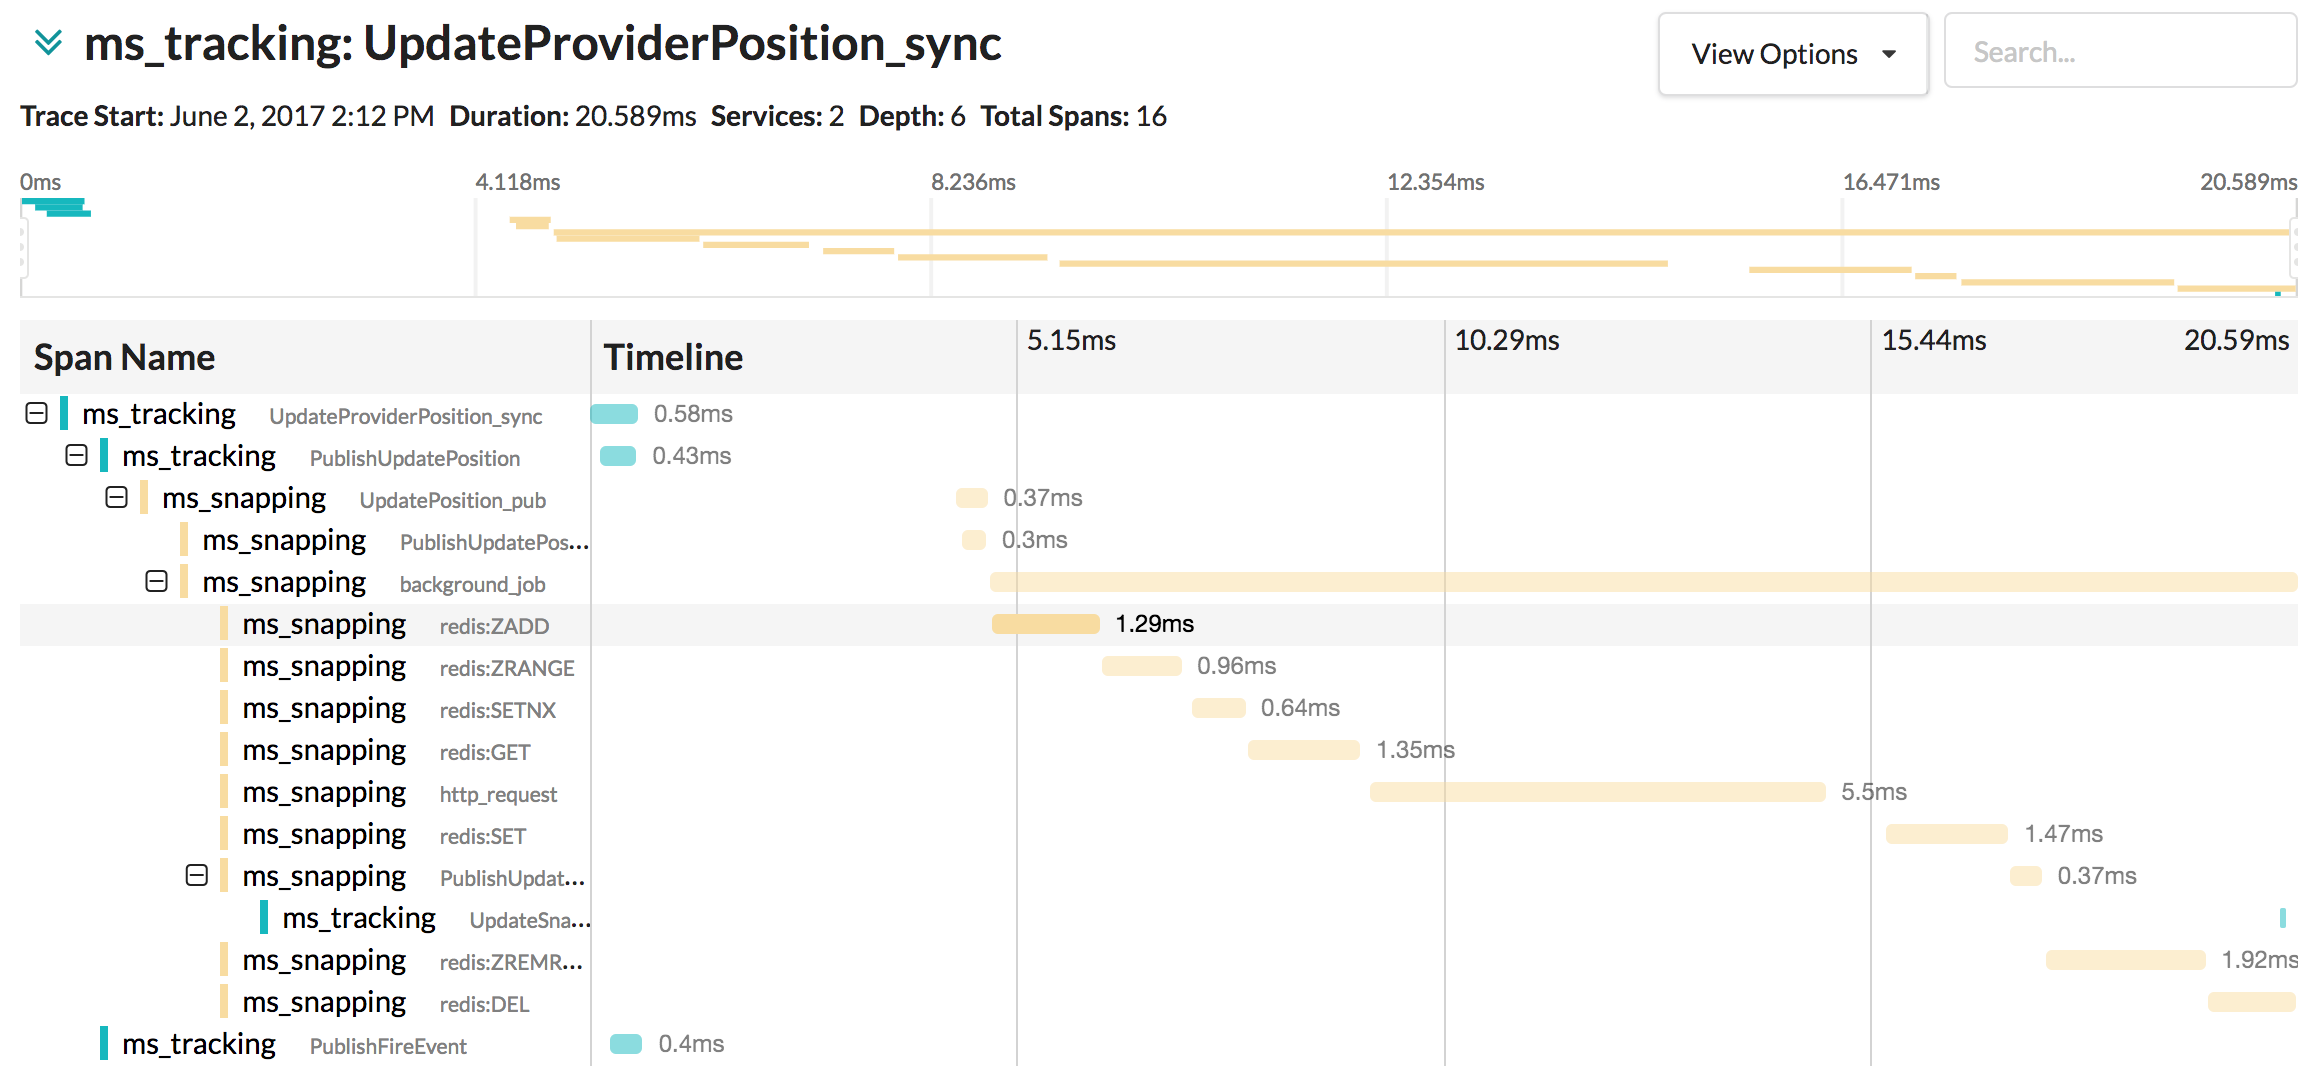 ms_tracking: UpdateProviderPosition_sync
View Options
Search...
Trace Start: June 2, 2017 2:12 PM Duration: 20.589ms Services: 2 Depth: 6 Total Spans: 16
0ms 4.118ms 8.236ms 12.354ms 16.471ms 20.589ms
Span Name Timeline 5.15ms 10.29ms 15.44ms 20.59ms
ms_tracking UpdateProviderPosition_sync 0.58ms
ms_tracking PublishUpdatePosition 0.43ms
ms_snapping UpdatePosition_pub 0.37ms
ms_snapping PublishUpdatePos... 0.3ms
ms_snapping background_job
ms_snapping redis:ZADD 1.29ms
ms_snapping redis:ZRANGE 0.96ms
ms_snapping redis:SETNX 0.64ms
ms_snapping redis:GET 1.35ms
ms_snapping http_request 5.5ms
ms_snapping redis:SET 1.47ms
ms_snapping PublishUpdat... 0.37ms
ms_tracking UpdateSna...
ms_snapping redis:ZREMR... 1.92ms
ms_snapping redis:DEL
ms_tracking PublishFireEvent 0.4ms